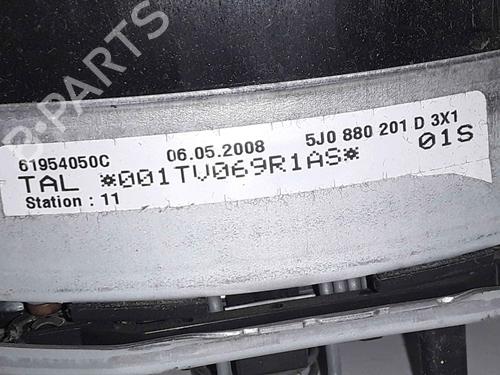 B-PARTS
61954050C 06.05.2008 5J0 880 201 D 3X1
TAL *001TV069R1AS* 01S
Station : 11